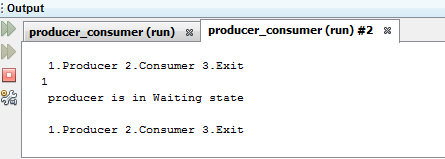 Output
producer_consumer (run) producer_consumer (run) #2
1.Producer 2.Consumer 3.Exit
1
producer is in Waiting state
1.Producer 2.Consumer 3.Exit